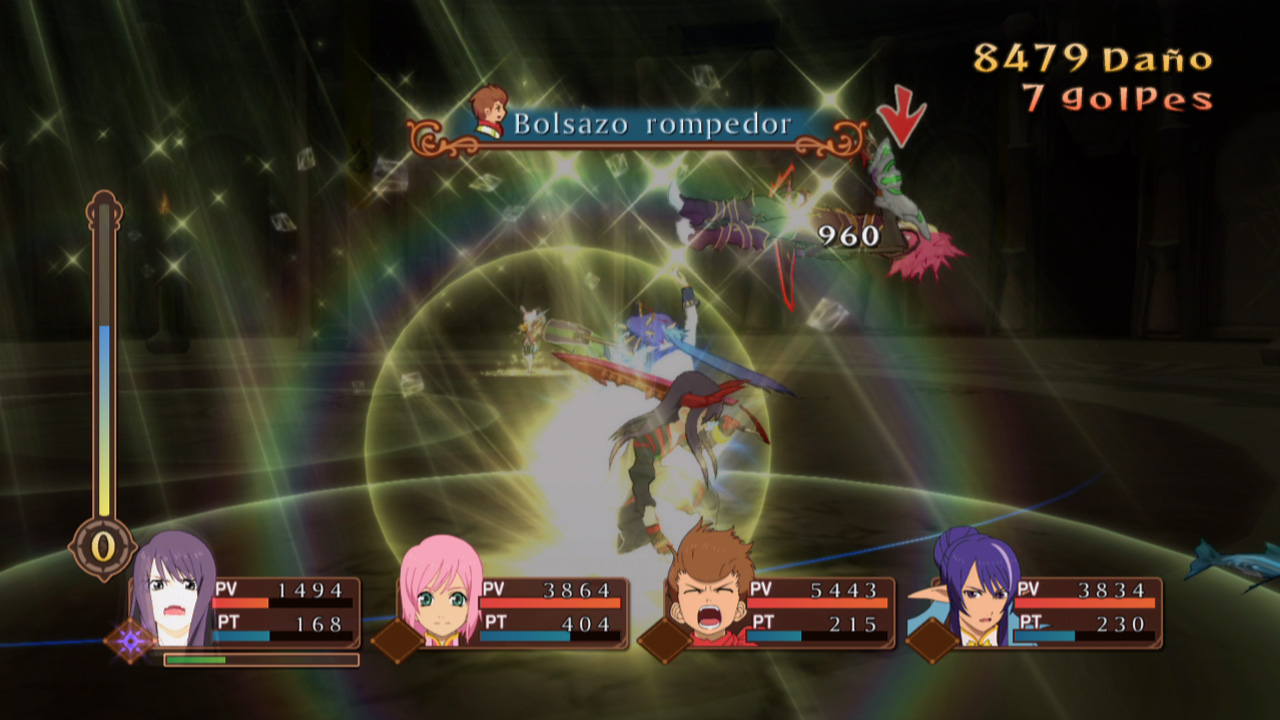 8479 Daño
7 golpes
Bolsazo rompedor
960
0
PV 1494
PT 168
PV 3864
PT 404
PV 5443
PT 215
PV 3834
PT 230